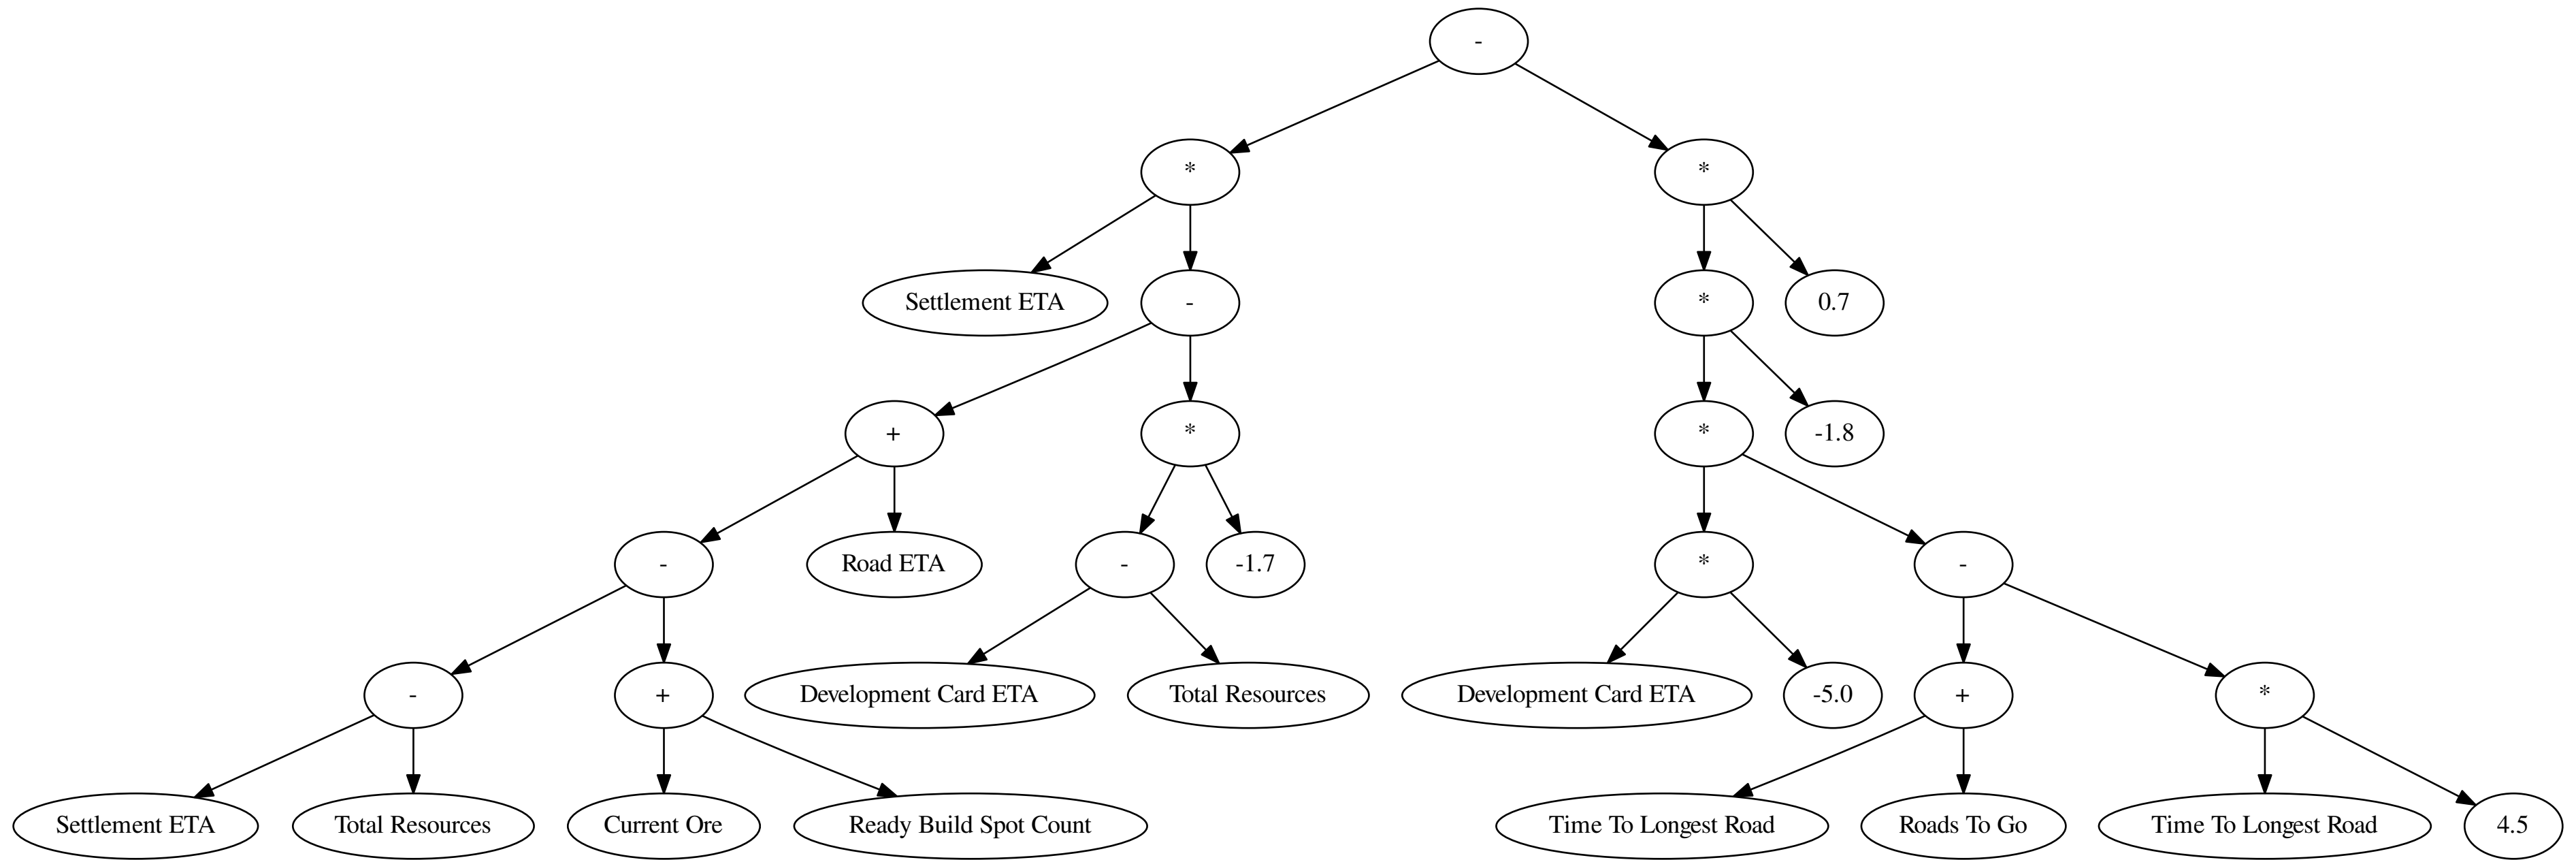 -
*
*
Settlement ETA
-
*
0.7
+
*
*
-1.8
-
Road ETA
-
-1.7
*
-
-
+
Development Card ETA
Total Resources
Development Card ETA
-5.0
+
*
Settlement ETA
Total Resources
Current Ore
Ready Build Spot Count
Time To Longest Road
Roads To Go
Time To Longest Road
4.5